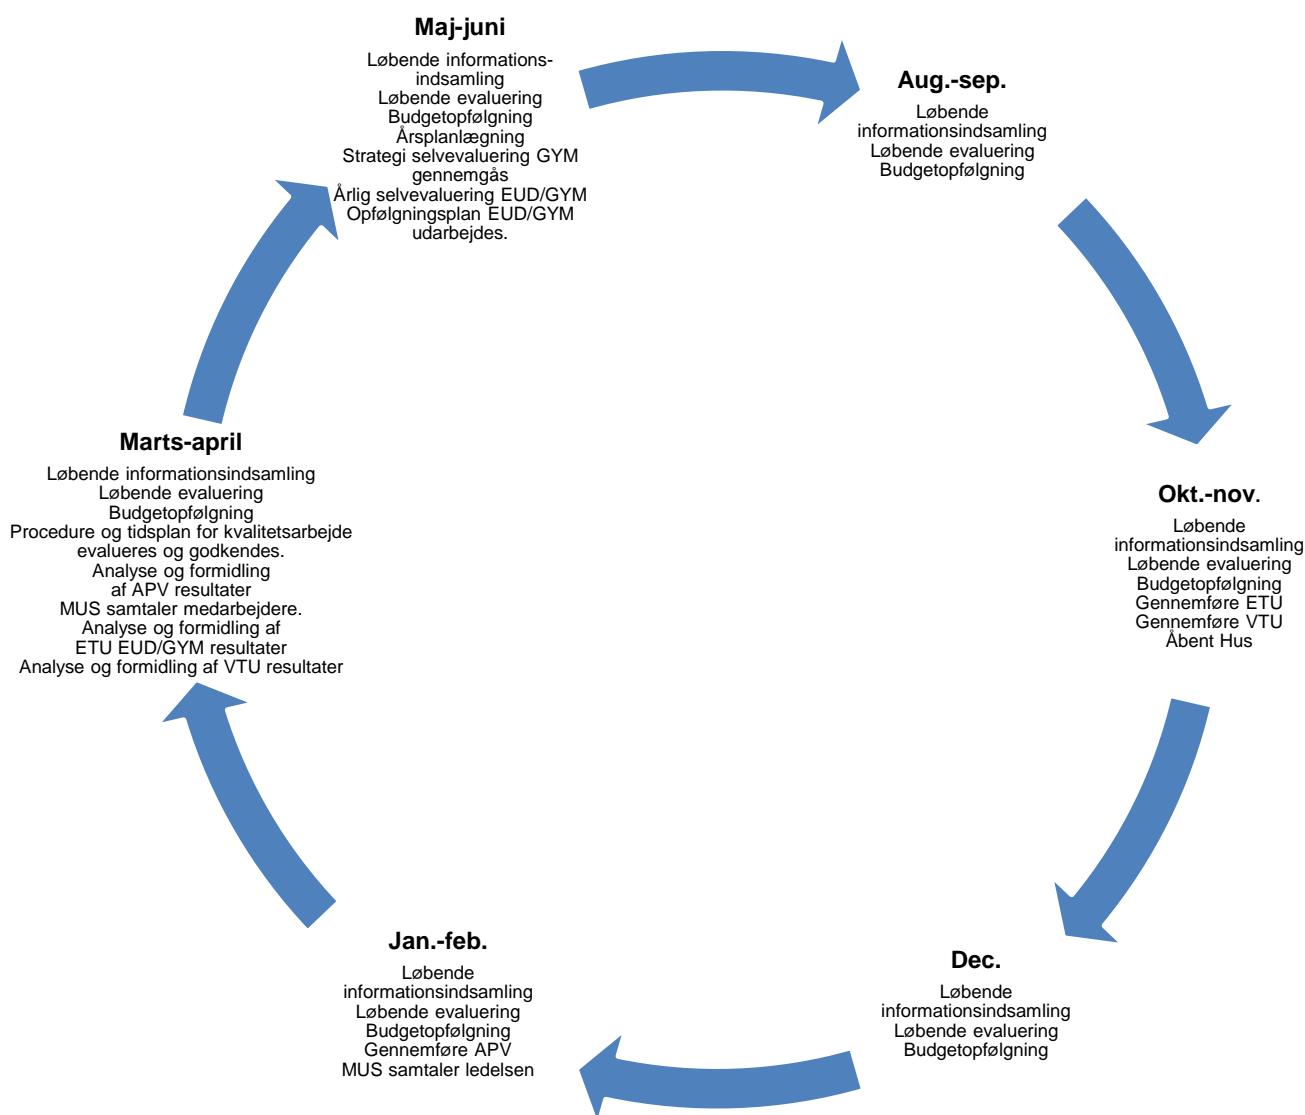 Maj-juni
Løbende informations-
indsamling
Løbende evaluering
Budgetopfølgning
Årsplanlægning
Strategi selvevaluering GYM
gennemgås
Årlig selvevaluering EUD/GYM
Opfølgningsplan EUD/GYM
udarbejdes.
Aug.-sep.
Løbende
informationsindsamling
Løbende evaluering
Budgetopfølgning
Okt.-nov.
Løbende
informationsindsamling
Løbende evaluering
Budgetopfølgning
Gennemføre ETU
Gennemføre VTU
Åbent Hus
Dec.
Løbende
informationsindsamling
Løbende evaluering
Budgetopfølgning
Jan.-feb.
Løbende
informationsindsamling
Løbende evaluering
Budgetopfølgning
Gennemføre APV
MUS samtaler ledelsen
Marts-april
Løbende informationsindsamling
Løbende evaluering
Budgetopfølgning
Procedure og tidsplan for kvalitetsarbejde
evalueres og godkendes.
Analyse og formidling
af APV resultater
MUS samtaler medarbejdere.
Analyse og formidling af
ETU EUD/GYM resultater
Analyse og formidling af VTU resultater